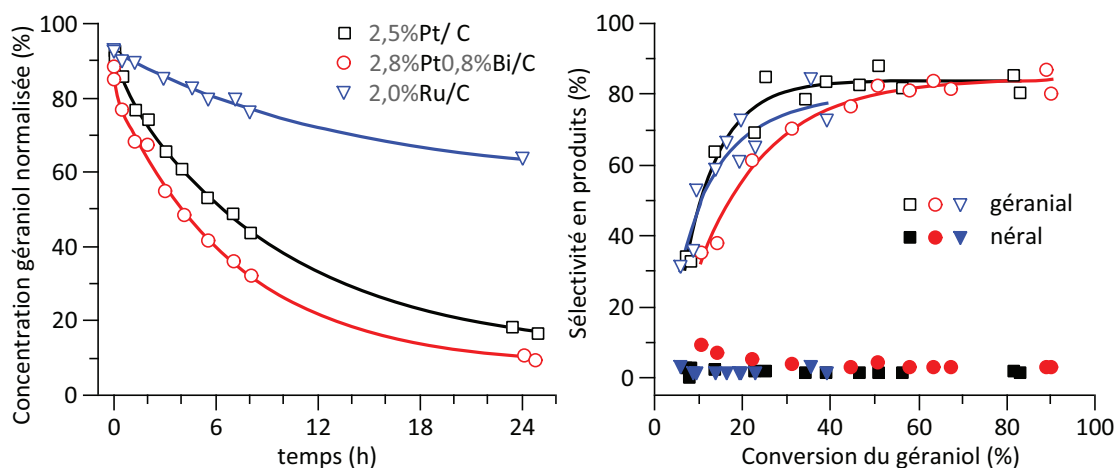 Concentration géraniol normalisée (%)
100
80
60
40
20
0
2,5%Pt/ C
2,8%Pt0,8%Bi/C
2,0%Ru/C
0
6
12
18
24
temps (h)
Sélectivité en produits (%)
100
80
60
40
20
0
géranial
néral
0
20
40
60
80
100
Conversion du géraniol (%)